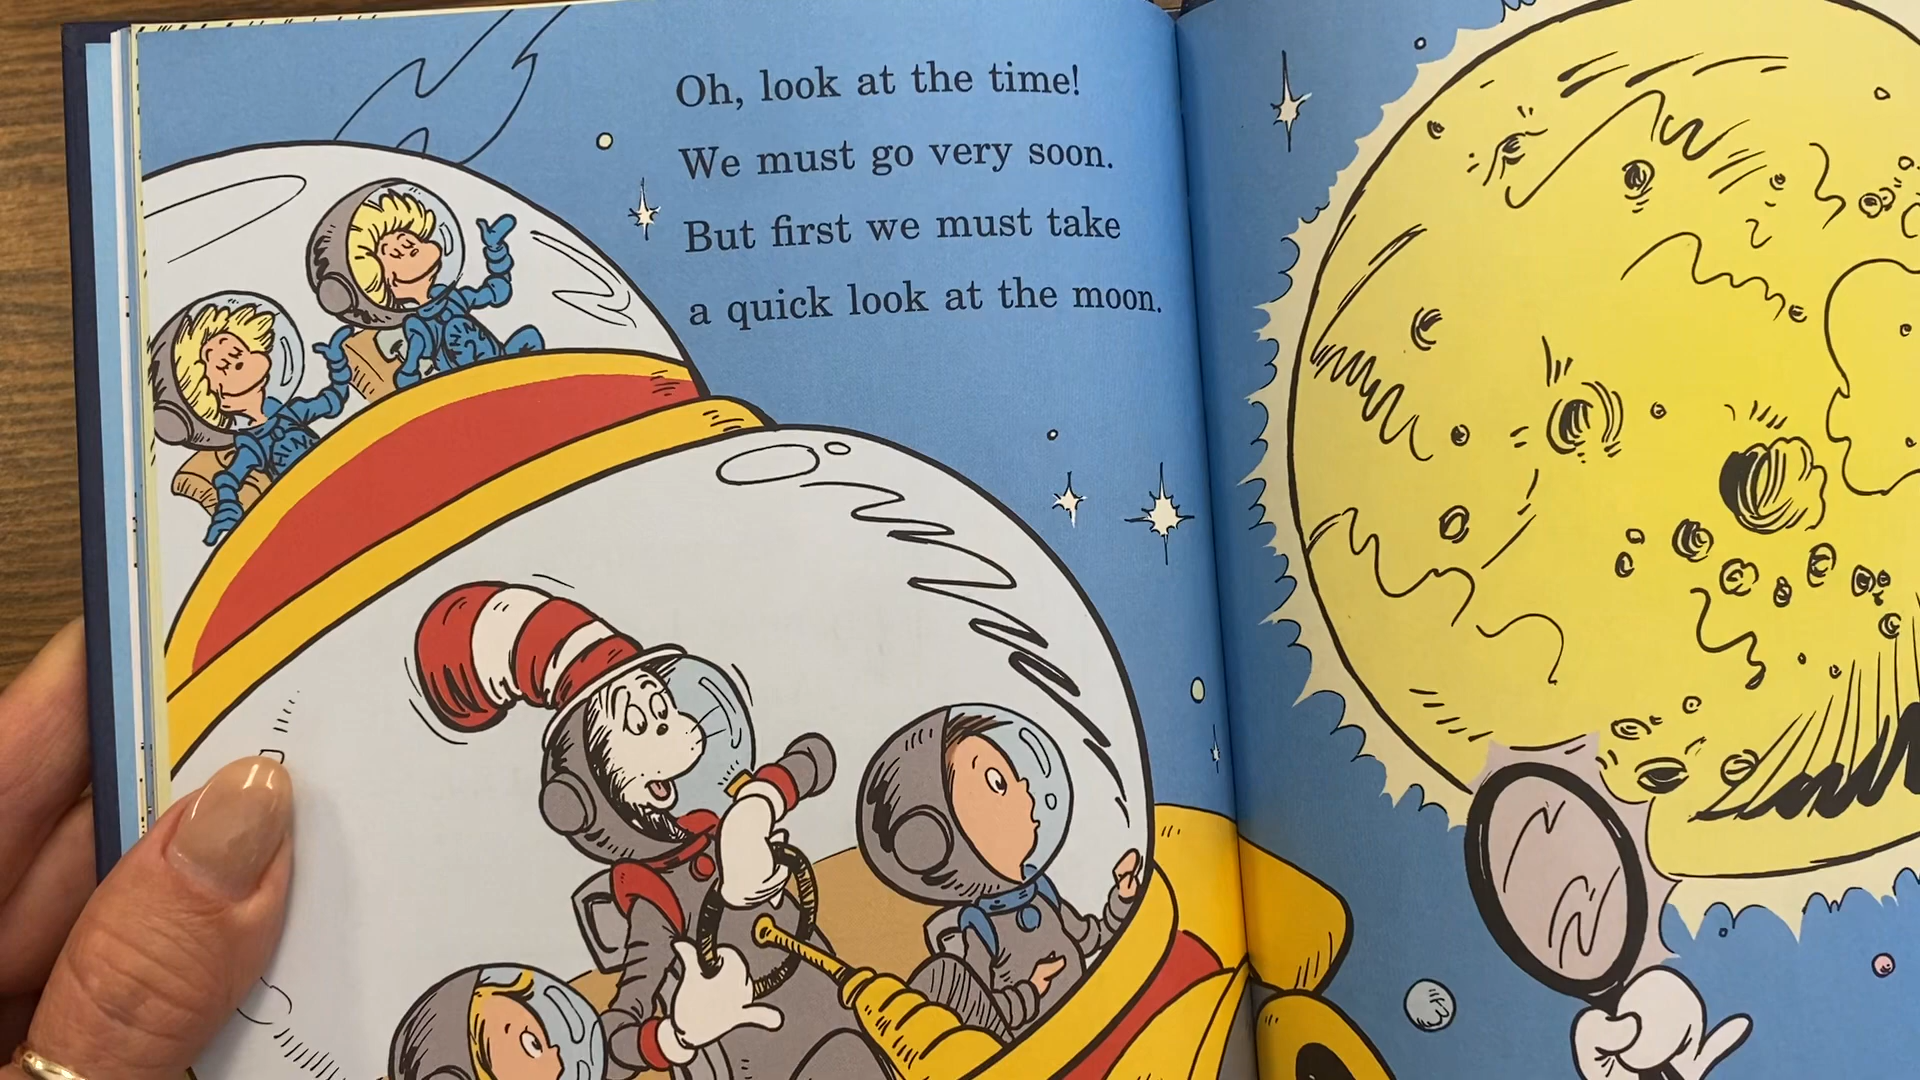 Oh, look at the time!
We must go very soon.
But first we must take
a quick look at the moon.